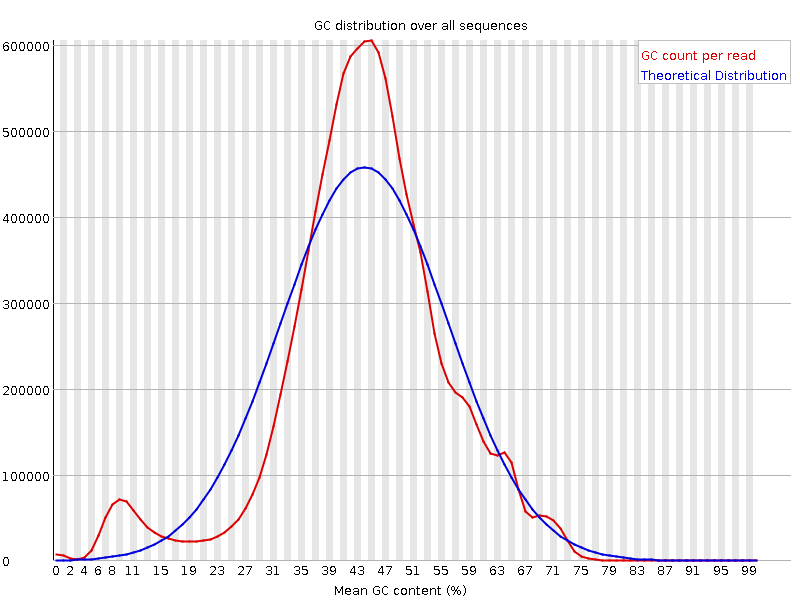 GC distribution over all sequences
GC count per read
Theoretical Distribution
600000
500000
400000
300000
200000
100000
0
0 2 4 6 8 11 15 19 23 27 31 35 39 43 47 51 55 59 63 67 71 75 79 83 87 91 95 99
Mean GC content (%)